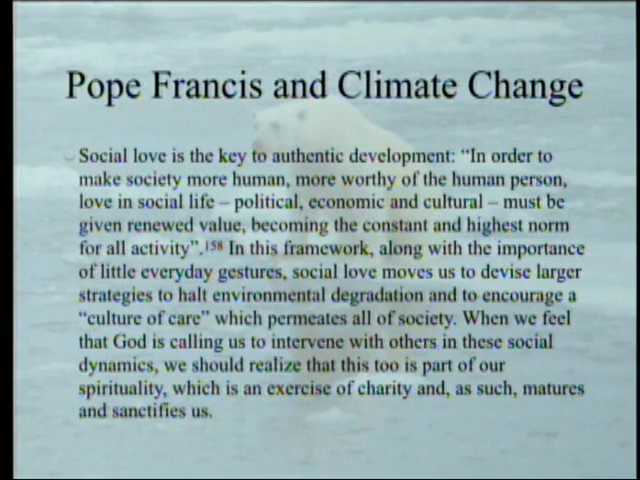 Pope Francis and Climate Change
Social love is the key to authentic development: “In order to
make society more human, more worthy of the human person,
love in social life – political, economic and cultural – must be
given renewed value, becoming the constant and highest norm
for all activity”.158 In this framework, along with the importance
of little everyday gestures, social love moves us to devise larger
strategies to halt environmental degradation and to encourage a
“culture of care” which permeates all of society. When we feel
that God is calling us to intervene with others in these social
dynamics, we should realize that this too is part of our
spirituality, which is an exercise of charity and, as such, matures
and sanctifies us.